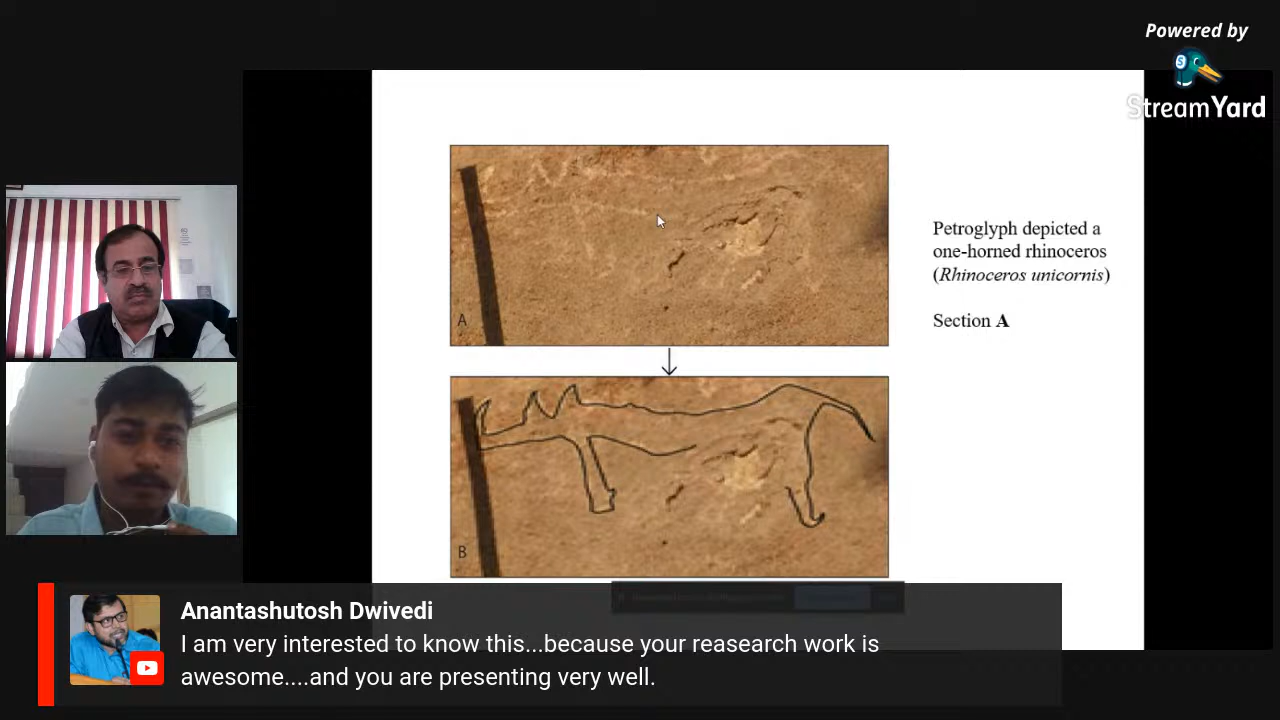 Powered by
StreamYard
Petroglyph depicted a
one-horned rhinoceros
(Rhinoceros unicornis)
Section A
A
B
Anantashutosh Dwivedi
I am very interested to know this...because your reasearch work is
awesome....and you are presenting very well.